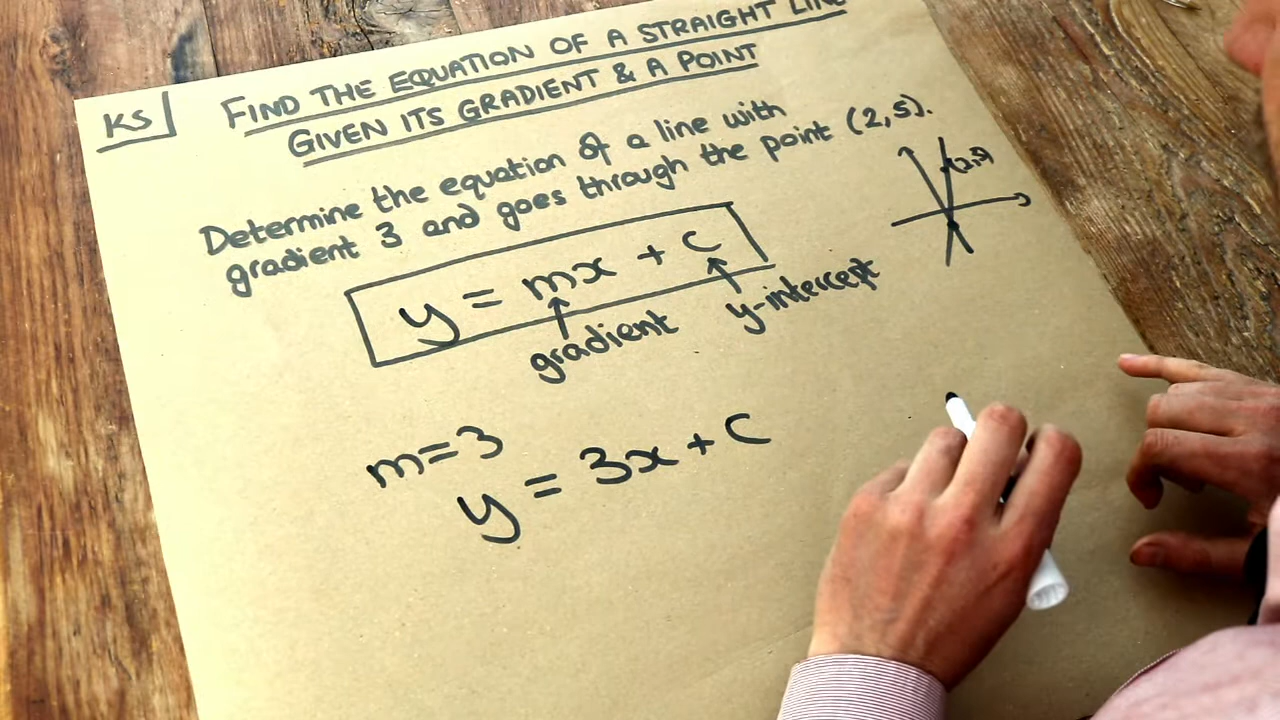 KS
FIND THE EQUATION OF A STRAIGHT LINE
GIVEN ITS GRADIENT & A POINT
Determine the equation of a line with
gradient 3 and goes through the point (2,5).
(2,5)
y = mx + c
gradient
y-intercept
m=3
y = 3x + c